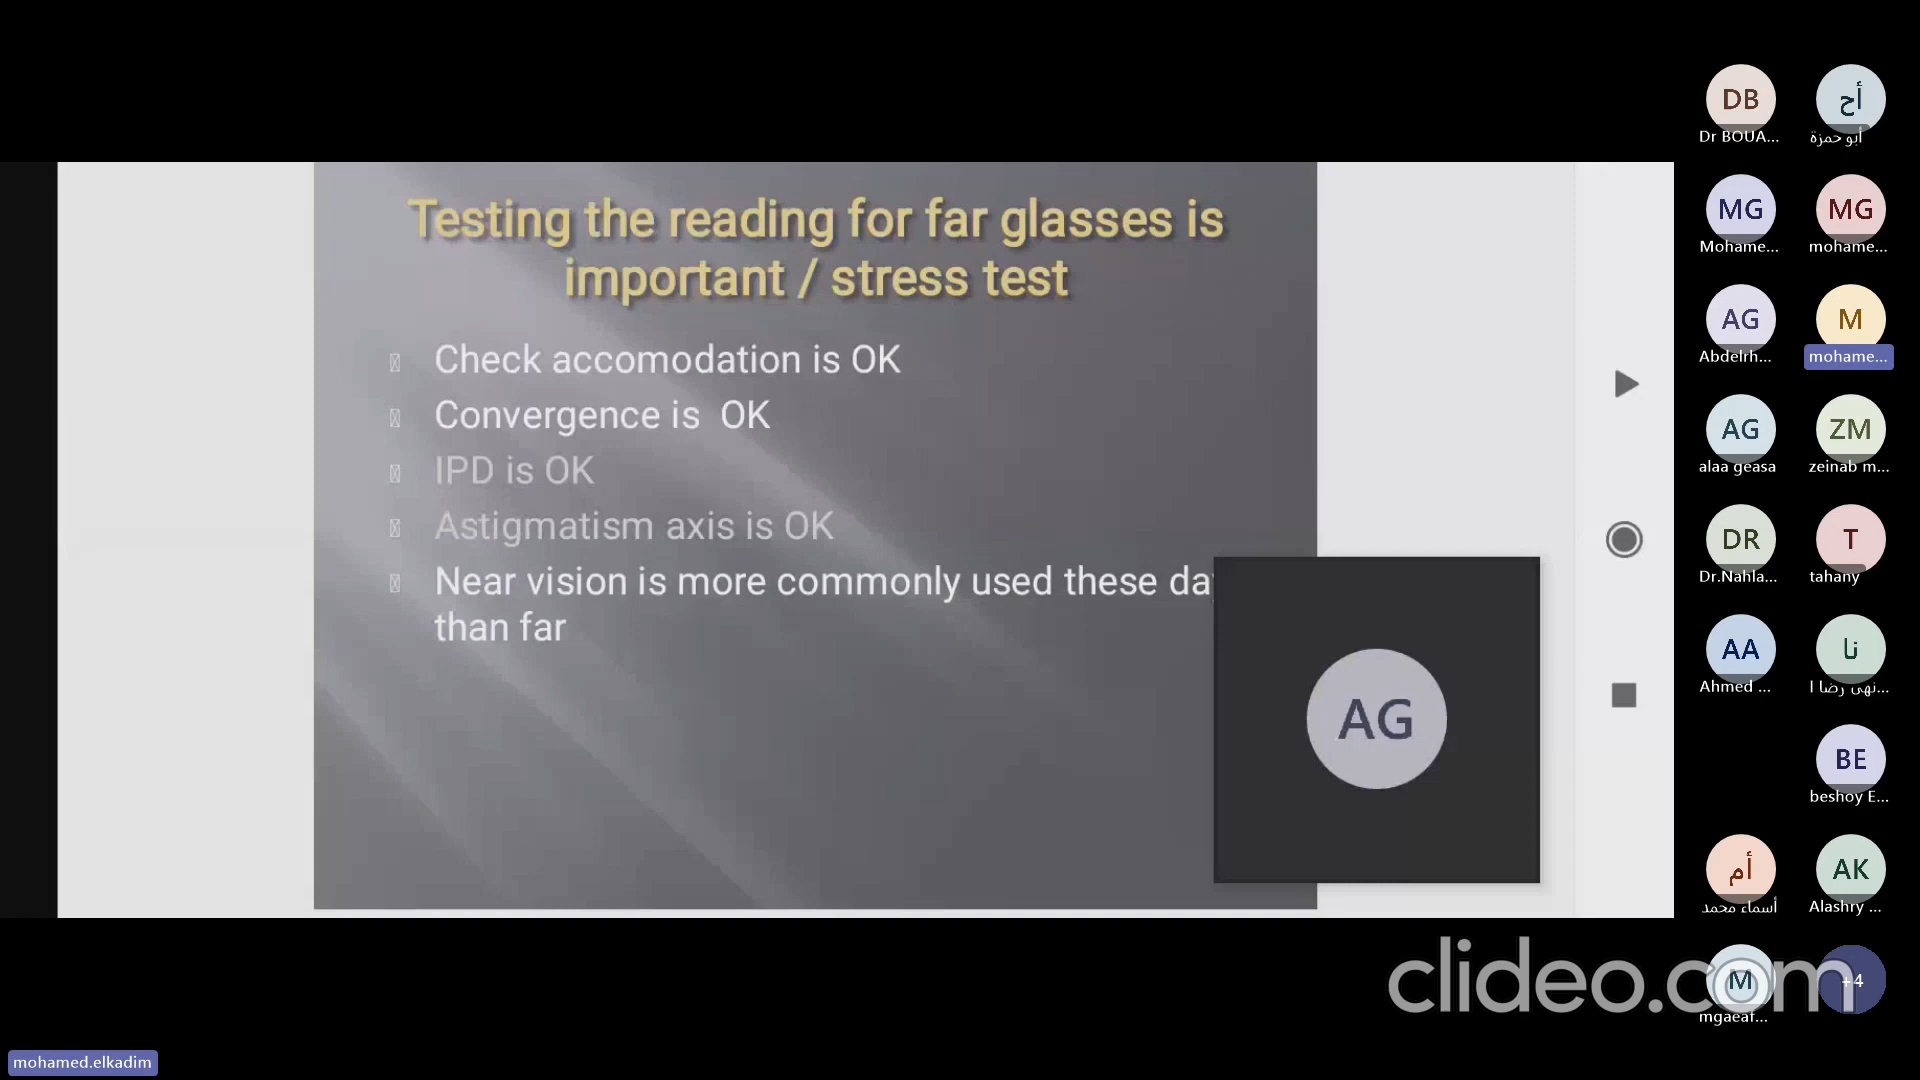 Testing the reading for far glasses is
important / stress test
Check accomodation is OK
Convergence is OK
IPD is OK
Astigmatism axis is OK
Near vision is more commonly used these da
than far
AG
DB
Dr BOUA...
أح
أبو حمزة
MG
Mohame...
MG
mohame...
AG
Abdelrh...
M
mohame...
AG
alaa geasa
ZM
zeinab m...
DR
Dr.Nahla...
T
tahany
AA
Ahmed ...
نا
نهى رضا ا...
BE
beshoy E...
أم
أسماء محمد
AK
Alashry ...
M
mgaeaf...
+4
clideo.com
mohamed.elkadim